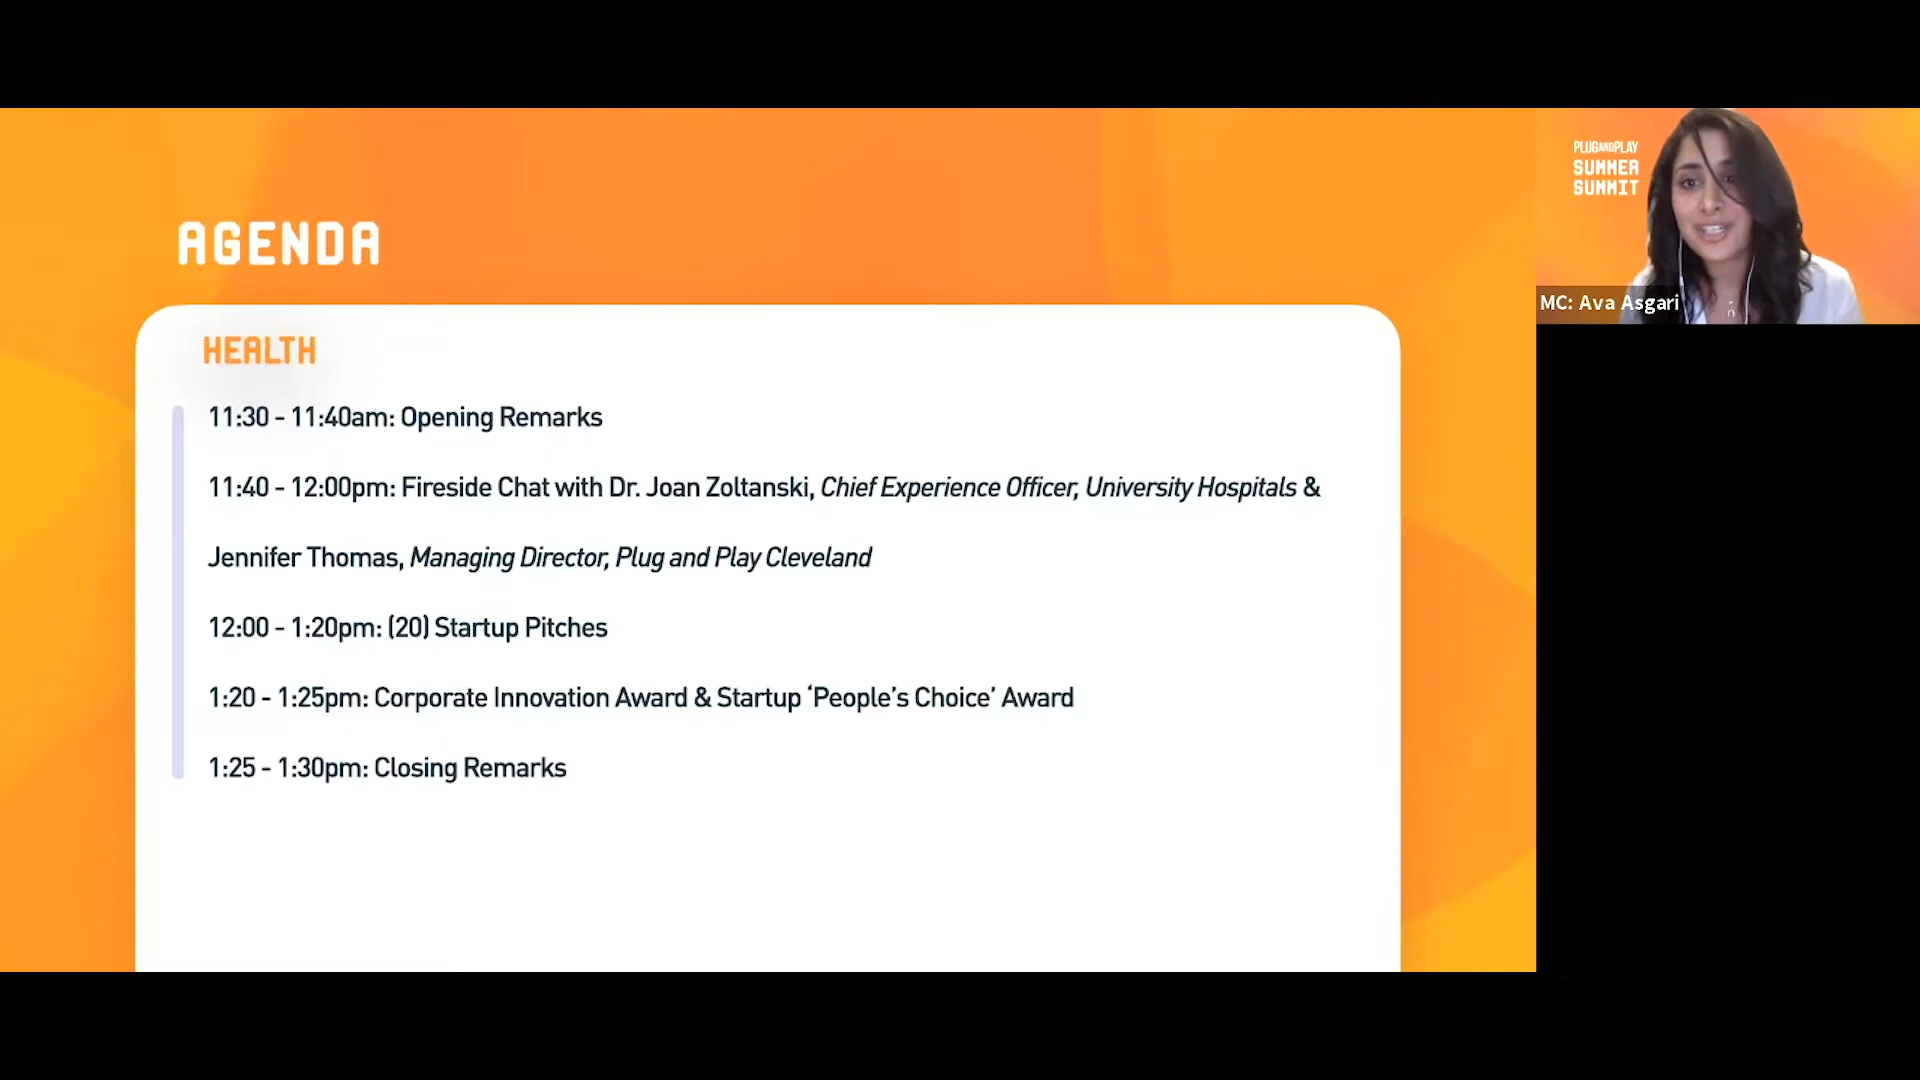 AGENDA
HEALTH
11:30 - 11:40am: Opening Remarks
11:40 - 12:00pm: Fireside Chat with Dr. Joan Zoltanski, Chief Experience Officer, University Hospitals &
Jennifer Thomas, Managing Director, Plug and Play Cleveland
12:00 - 1:20pm: (20) Startup Pitches
1:20 - 1:25pm: Corporate Innovation Award & Startup ‘People’s Choice’ Award
1:25 - 1:30pm: Closing Remarks
PLUGANDPLAY
SUMMER
SUMMIT
MC: Ava Asgari